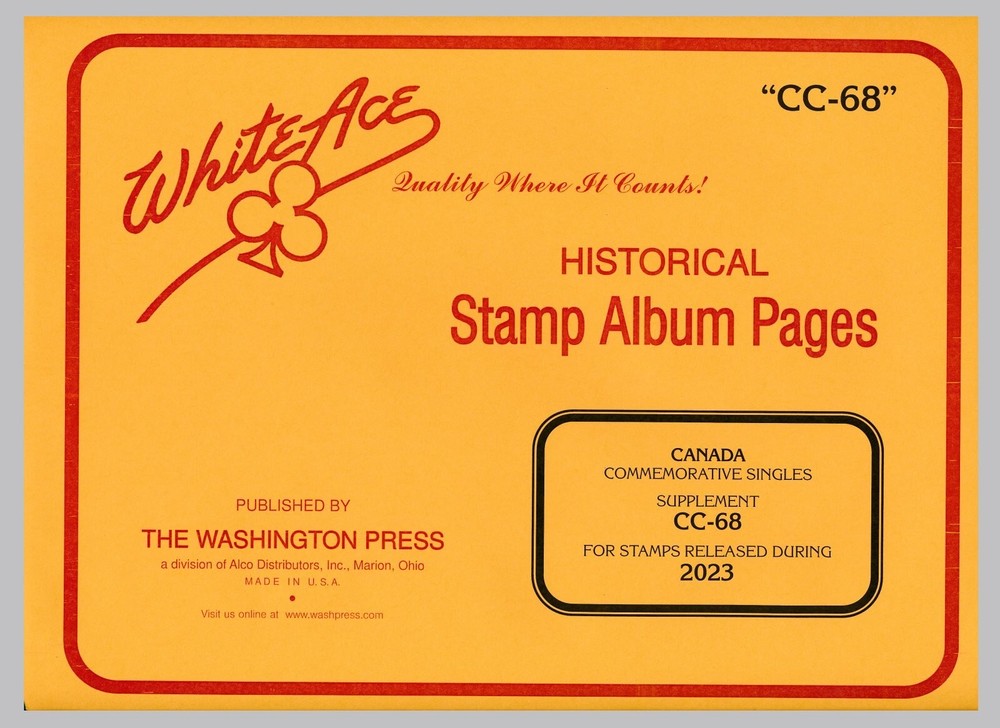 "CC-68"
White Ace
Quality Where It Counts!
HISTORICAL
Stamp Album Pages
CANADA
COMMEMORATIVE SINGLES
SUPPLEMENT
CC-68
FOR STAMPS RELEASED DURING
2023
PUBLISHED BY
THE WASHINGTON PRESS
a division of Alco Distributors, Inc., Marion, Ohio
MADE IN U.S.A.
Visit us online at www.washpress.com